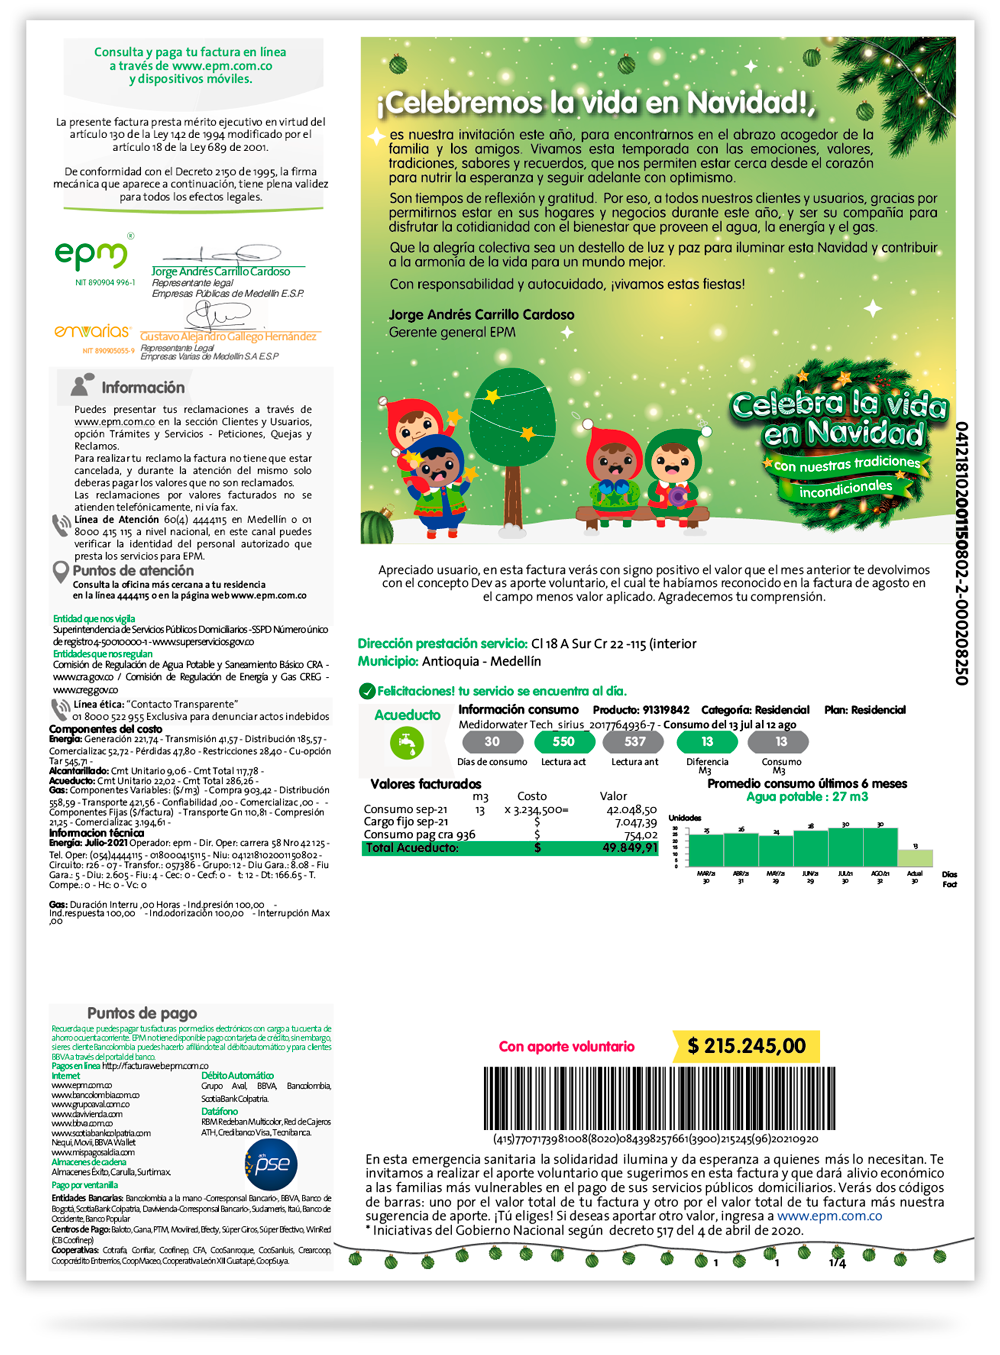 Consulta y paga tu factura en línea
a través de www.epm.com.co
y dispositivos móviles.
La presente factura presta mérito ejecutivo en virtud del
artículo 130 de la Ley 142 de 1994 modificado por el
artículo 18 de la Ley 689 de 2001.
De conformidad con el Decreto 2150 de 1995, la firma
mecánica que aparece a continuación, tiene plena validez
para todos los efectos legales.
epm®
NIT 890904 996-1
Jorge Andrés Carrillo Cardoso
Representante legal
Empresas Públicas de Medellín E.S.P.
emvarias
NIT 890905055-9
Gustavo Alejandro Gallego Hernández
Representante Legal
Empresas Varias de Medellín S.A E.S.P
Información
Puedes presentar tus reclamaciones a través de
www.epm.com.co en la sección Clientes y Usuarios,
opción Trámites y Servicios - Peticiones, Quejas y
Reclamos.
Para realizar tu reclamo la factura no tiene que estar
cancelada, y durante la atención del mismo solo
deberas pagar los valores que no son reclamados.
Las reclamaciones por valores facturados no se
atienden telefónicamente, ni vía fax.
Línea de Atención 60(4) 4444115 en Medellín o 01
8000 415 115 a nivel nacional, en este canal puedes
verificar la identidad del personal autorizado que
presta los servicios para EPM.
Puntos de atención
Consulta la oficina más cercana a tu residencia
en la línea 4444115 o en la página web www.epm.com.co
Entidad que nos vigila
Superintendencia de Servicios Públicos Domiciliarios -SSPD Número único
de registro 4-50010000-1 - www.superservicios.gov.co
Entidades que nos regulan
Comisión de Regulación de Agua Potable y Saneamiento Básico CRA -
www.cra.gov.co / Comisión de Regulación de Energía y Gas CREG -
www.creg.gov.co
Línea ética: "Contacto Transparente"
01 8000 522 955 Exclusiva para denunciar actos indebidos
Componentes del costo
Energía: Generación 221,74 - Transmisión 41,57 - Distribución 185,57 -
Comercializac 52,72 - Pérdidas 47,80 - Restricciones 28,40 - Cu-opción
Tar 545,71 -
Alcantarillado: Cmt Unitario 9,06 - Cmt Total 117,78 -
Acueducto: Cmt Unitario 22,02 - Cmt Total 286,26 -
Gas: Componentes Variables: ($/m3) - Compra 903,42 - Distribución
558,59 - Transporte 421,56 - Confiabilidad ,00 - Comercializac ,00 - -
Componentes Fijas ($/factura) - Transporte Gn 110,81 - Compresión
21,25 - Comercializac 3.194,61 -
Informacion técnica
Energía: Julio-2021 Operador: epm - Dir. Oper: carrera 58 Nro 42 125 -
Tel. Oper: (054)4444115 - 018000415115 - Niu: 04121810200115080​2 -
Circuito: r26 - 07 - Transfor.: 057386 - Grupo:12 - Diu Gara.: 8.08 - Fiu
Gara.: 5 - Diu: 2.605 - Fiu: 4 - Cec: 0 - Cecf: 0 - t: 12 - Dt: 166.65 - T.
Compe.: 0 - Hc: 0 - Vc: 0
Gas: Duración Interru ,00 Horas - Ind.presión 100,00 -
Ind.respuesta 100,00 - Ind.odorización 100,00 - Interrupción Max
,00
Puntos de pago
Recuerda que puedes pagar tus facturas por medios electrónicos con cargo a tu cuenta de
ahorro o cuenta corriente. EPM no tiene disponible pago con tarjeta de crédito, sin embargo,
si eres cliente Bancolombia puedes hacerlo afiliándote al débito automático y para clientes
BBVA a través del portal del banco.
Pagos en línea http://facturaweb.epm.com.co
Internet
www.epm.com.co
www.bancolombia.com.co
www.grupoaval.com.co
www.davivienda.com
www.bbva.com.co
www.scotiabankcolpatria.com
Nequi, Movii, BBVA Wallet
www.mispagosaldia.com
Almacenes de cadena
Almacenes Éxito, Carulla, Surtimax.
Pago por ventanilla
Débito Automático
Grupo Aval, BBVA, Bancolombia,
ScotiaBank Colpatria.
Datáfono
RBM Redeban Multicolor, Red de Cajeros
ATH, Credibanco Visa, Tecnibanca.
pse
Entidades Bancarias: Bancolombia a la mano -Corresponsal Bancario-, BBVA, Banco de
Bogotá, ScotiaBank Colpatria, Davivienda-Corresponsal Bancario-, Sudameris, Itaú, Banco de
Occidente, Banco Popular
Centros de Pago: Baloto, Gana, PTM, Moviired, Efecty, Súper Giros, Súper Efectivo, WinRed
(CB Coofinep)
Cooperativas: Cotrafa, Confiar, Coofinep, CFA, CooSanroque, CooSanluis, Crearcoop,
Coopcrédito Entrerríos, Coop Maceo, Cooperativa León XIII Guatapé, CoopSuya.
¡Celebremos la vida en Navidad!,
es nuestra invitación este año, para encontrarnos en el abrazo acogedor de la
familia y los amigos. Vivamos esta temporada con las emociones, valores,
tradiciones, sabores y recuerdos, que nos permiten estar cerca desde el corazón
para nutrir la esperanza y seguir adelante con optimismo.
Son tiempos de reflexión y gratitud. Por eso, a todos nuestros clientes y usuarios, gracias por
permitirnos estar en sus hogares y negocios durante este año, y ser su compañía para
disfrutar la cotidianidad con el bienestar que proveen el agua, la energía y el gas.
Que la alegría colectiva sea un destello de luz y paz para iluminar esta Navidad y contribuir
a la armonía de la vida para un mundo mejor.
Con responsabilidad y autocuidado, ¡vivamos estas fiestas!
Jorge Andrés Carrillo Cardoso
Gerente general EPM
Celebra la vida
en Navidad
con nuestras tradiciones
incondicionales
041218102001150802-2-000208250
Apreciado usuario, en esta factura verás con signo positivo el valor que el mes anterior te devolvimos
con el concepto Dev as aporte voluntario, el cual te habíamos reconocido en la factura de agosto en
el campo menos valor aplicado. Agradecemos tu comprensión.
Dirección prestación servicio: Cl 18 A Sur Cr 22 -115 (interior
Municipio: Antioquia - Medellín
Felicitaciones! tu servicio se encuentra al día.
Acueducto
Información consumo Producto: 91319842 Categoría: Residencial Plan: Residencial
Medidorwater Tech_sirius_2017764936-7 - Consumo del 13 jul al 12 ago
30 550 537 13 13
Días de consumo Lectura act Lectura ant Diferencia Consumo
M3 M3
Valores facturados
m3 Costo Valor
Consumo sep-21 13 x 3.234,500= 42.048,50
Cargo fijo sep-21 $ 7.047,39
Consumo pag cra 936 $ 754,02
Total Acueducto: $ 49.849,91
Promedio consumo últimos 6 meses
Agua potable : 27 m3
Unidades
30
25
20
15
10
5
0
25 26 24 28 30 30 13
MAR/21 ABR/21 MAY/21 JUN/21 JUL/21 AGO/21 Actual Días
30 31 29 29 30 32 30 Fact
Con aporte voluntario $ 215.245,00
(415)7707173981008(8020)084398257661(3900)215245(96)20210920
En esta emergencia sanitaria la solidaridad ilumina y da esperanza a quienes más lo necesitan. Te
invitamos a realizar el aporte voluntario que sugerimos en esta factura y que dará alivio económico
a las familias más vulnerables en el pago de sus servicios públicos domiciliarios. Verás dos códigos
de barras: uno por el valor total de tu factura y otro por el valor total de tu factura más nuestra
sugerencia de aporte. ¡Tú eliges! Si deseas aportar otro valor, ingresa a www.epm.com.co
* Iniciativas del Gobierno Nacional según decreto 517 del 4 de abril de 2020.
1 1 1/4